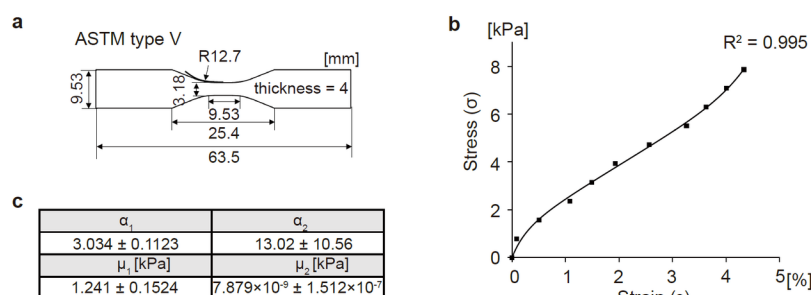 a
ASTM type V
R12.7
[mm]
9.53
3.18
thickness = 4
9.53
25.4
63.5
b
[kPa]
R² = 0.995
8
6
4
2
0
Stress (σ)
0 1 2 3 4 5 [%]
c
α₁ α₂
3.034 ± 0.1123 13.02 ± 10.56
μ₁ [kPa] μ₂ [kPa]
1.241 ± 0.1524 7.879×10⁻⁹ ± 1.512×10⁻⁷